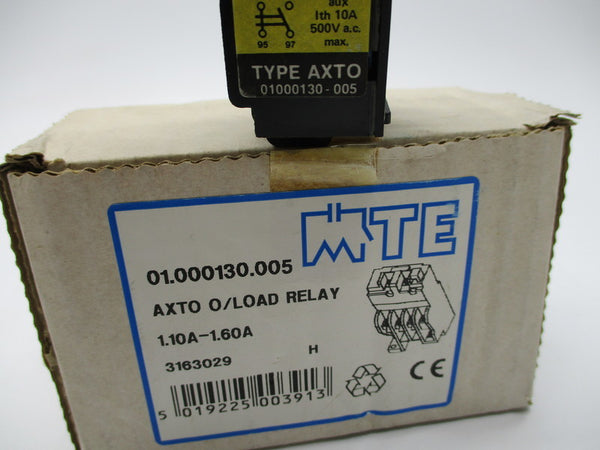 aux
Ith 10A
500V a.c.
max.
95 97
TYPE AXTO
01000130-005
MTE
01.000130.005
AXTO O/LOAD RELAY
1.10A-1.60A
3163029 H
5 019225 003913
CE